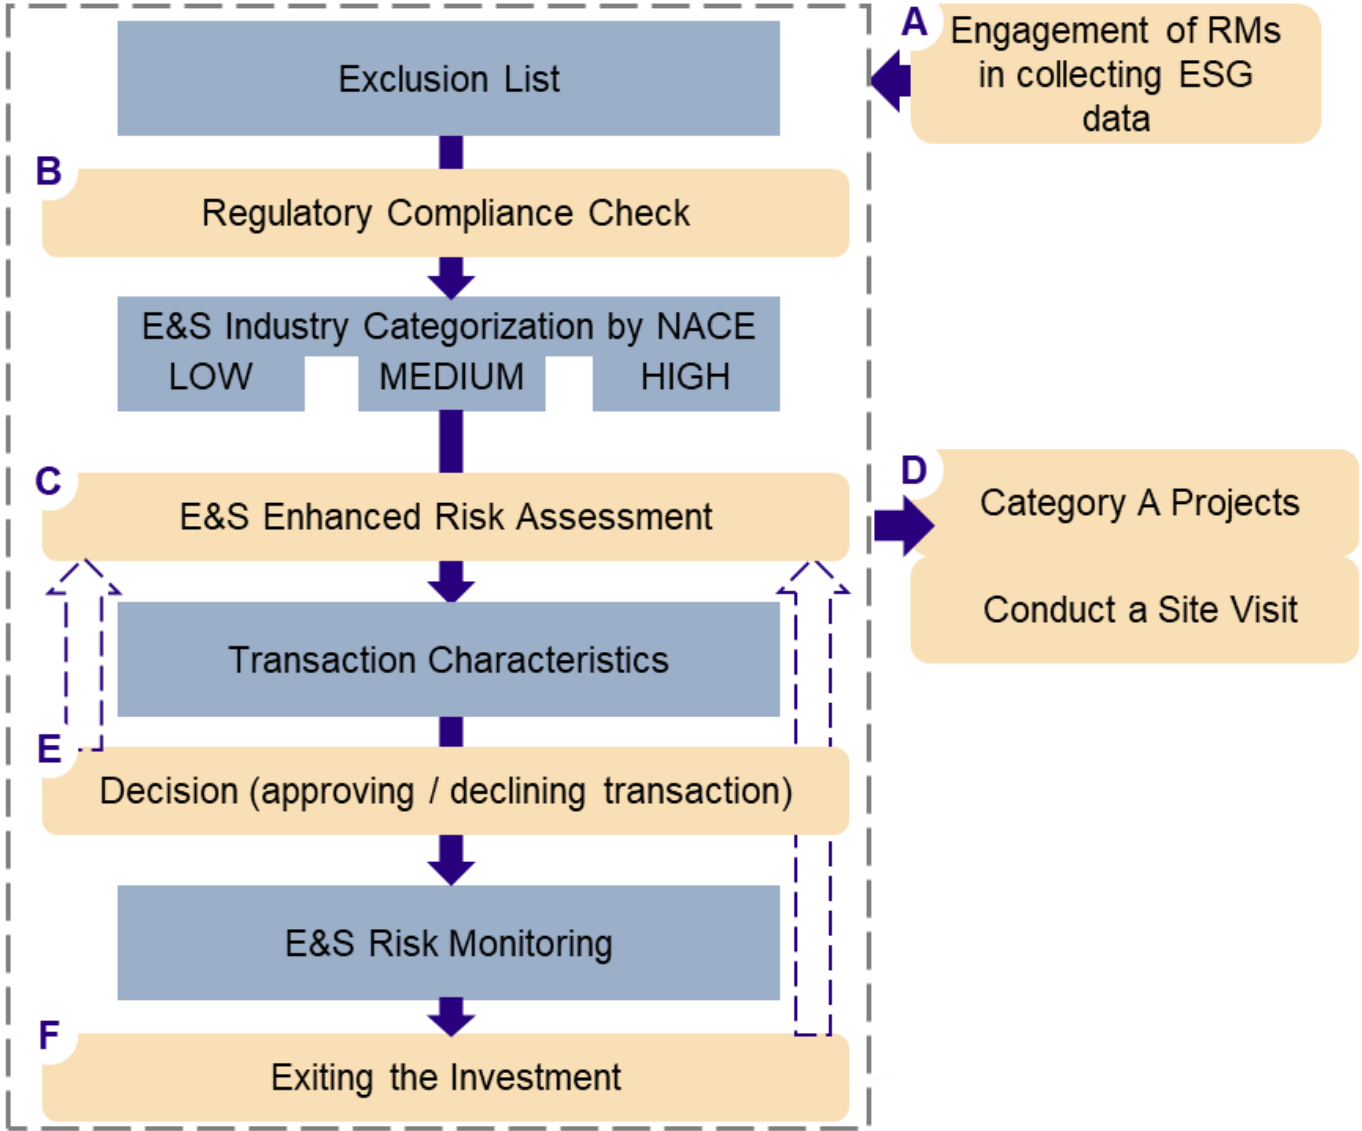 A
Engagement of RMs
in collecting ESG
data
Exclusion List
B
Regulatory Compliance Check
E&S Industry Categorization by NACE
LOW MEDIUM HIGH
C
E&S Enhanced Risk Assessment
D
Category A Projects
Conduct a Site Visit
Transaction Characteristics
E
Decision (approving / declining transaction)
E&S Risk Monitoring
F
Exiting the Investment